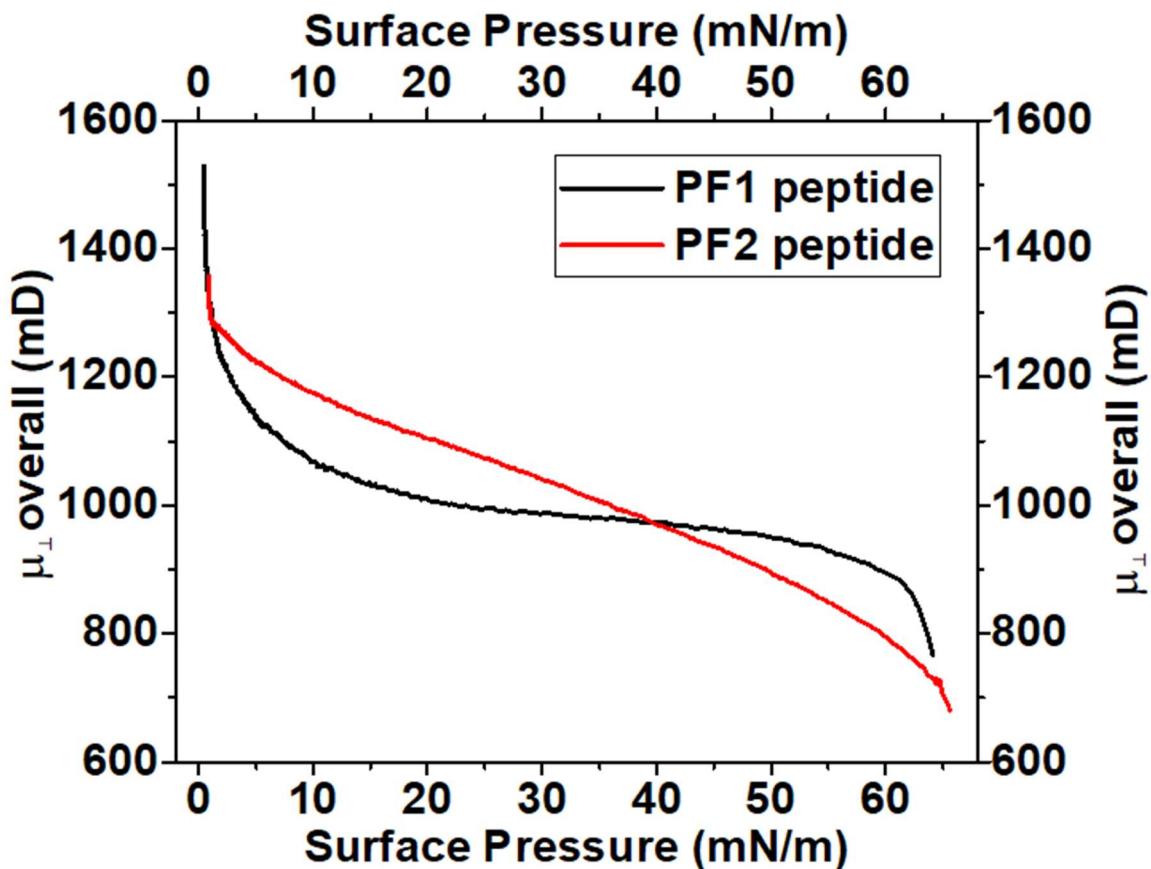 Surface Pressure (mN/m)
0 10 20 30 40 50 60
1600 1600
PF1 peptide
PF2 peptide
1400 1400
1200 1200
1000 1000
800 800
600 600
μ⊥ overall (mD)
μ⊥ overall (mD)
0 10 20 30 40 50 60
Surface Pressure (mN/m)